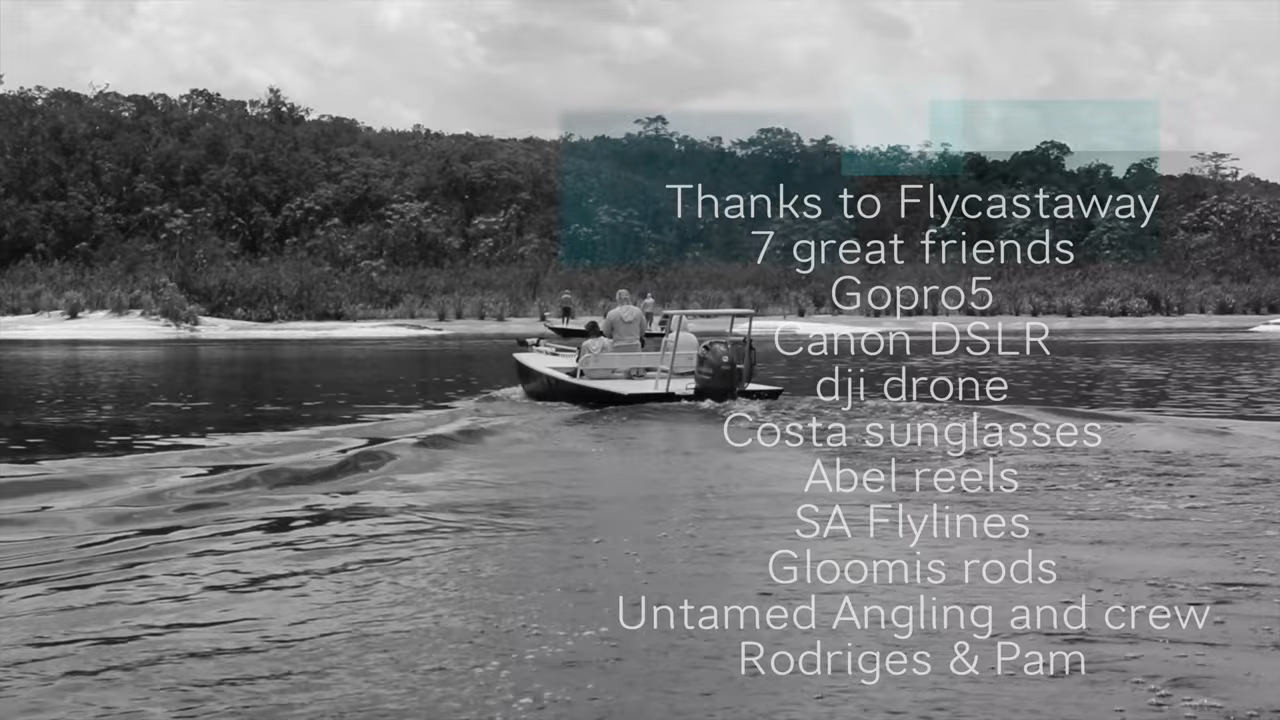 Thanks to Flycastaway
7 great friends
Gopro5
Canon DSLR
dji drone
Costa sunglasses
Abel reels
SA Flylines
Gloomis rods
Untamed Angling and crew
Rodriges & Pam